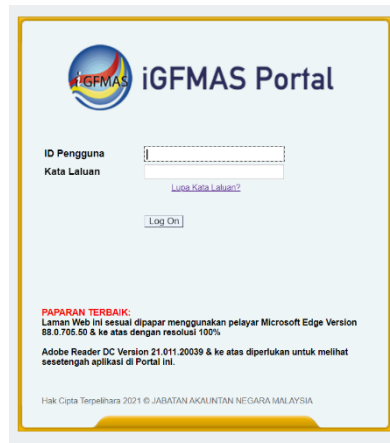 iGFMAS iGFMAS Portal
ID Pengguna
Kata Laluan
Lupa Kata Laluan?
Log On
PAPARAN TERBAIK:
Laman Web ini sesuai dipapar menggunakan pelayar Microsoft Edge Version
88.0.705.50 & ke atas dengan resolusi 100%
Adobe Reader DC Version 21.011.20039 & ke atas diperlukan untuk melihat
sesetengah aplikasi di Portal ini.
Hak Cipta Terpelihara 2021 © JABATAN AKAUNTAN NEGARA MALAYSIA